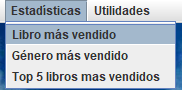 Estadísticas Utilidades
Libro más vendido
Género más vendido
Top 5 libros mas vendidos